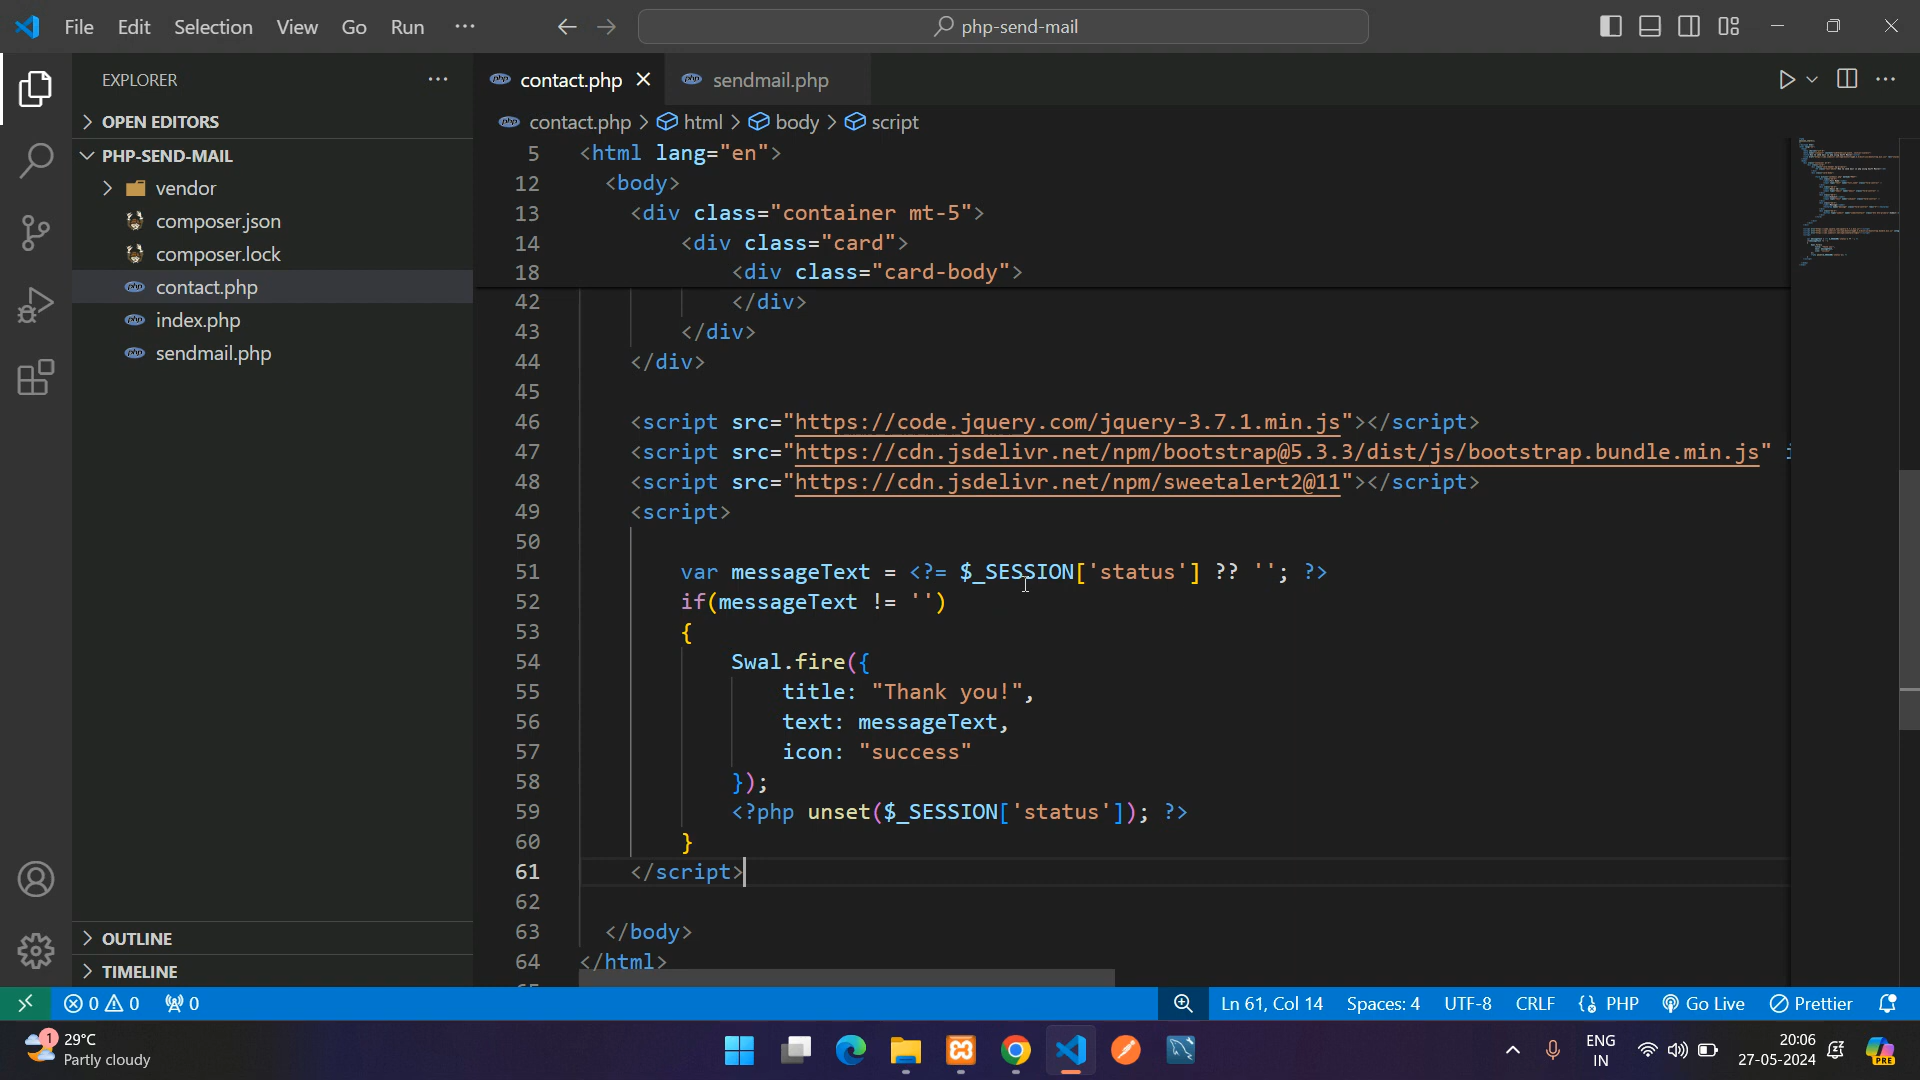 File Edit Selection View Go Run ··· php-send-mail
EXPLORER
OPEN EDITORS
PHP-SEND-MAIL
vendor
composer.json
composer.lock
contact.php
index.php
sendmail.php
OUTLINE
TIMELINE
contact.php sendmail.php
contact.php > html > body > script
5 <html lang="en">
12 <body>
13 <div class="container mt-5">
14 <div class="card">
18 <div class="card-body">
42 </div>
43 </div>
44 </div>
45
46 <script src="https://code.jquery.com/jquery-3.7.1.min.js"></script>
47 <script src="https://cdn.jsdelivr.net/npm/bootstrap@5.3.3/dist/js/bootstrap.bundle.min.js"
48 <script src="https://cdn.jsdelivr.net/npm/sweetalert2@11"></script>
49 <script>
50
51 var messageText = <?= $_SESSION['status'] ?? ''; ?>
52 if(messageText != '')
53 {
54 Swal.fire({
55 title: "Thank you!",
56 text: messageText,
57 icon: "success"
58 });
59 <?php unset($_SESSION['status']); ?>
60 }
61 </script>
62
63 </body>
64 </html>
0 0 0 Ln 61, Col 14 Spaces: 4 UTF-8 CRLF {} PHP Go Live Prettier
1 29°C
Partly cloudy
ENG
IN
20:06
27-05-2024
PRE